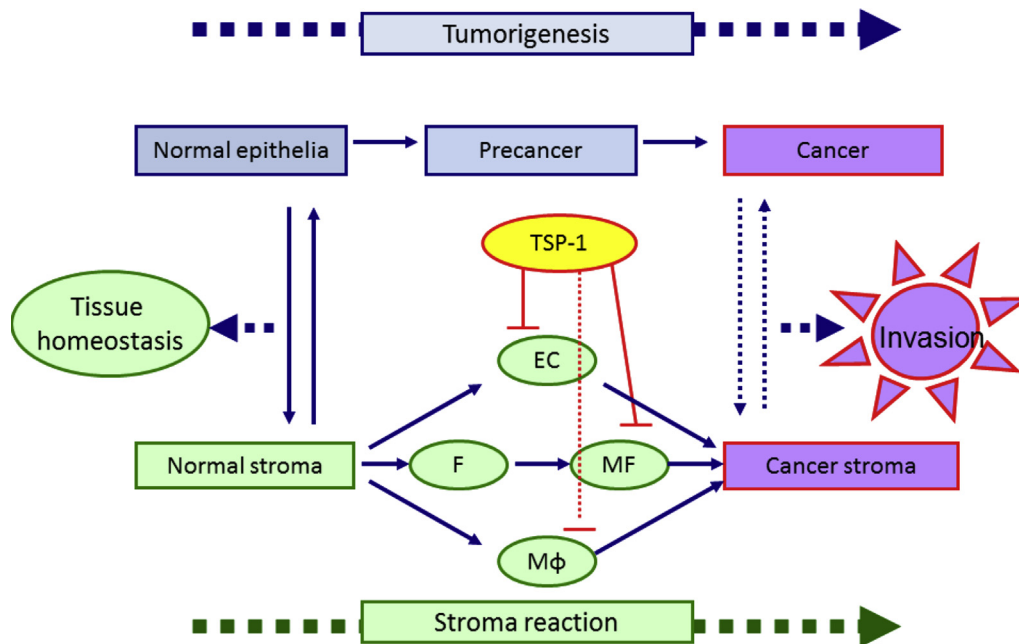 Tumorigenesis
Normal epithelia
Precancer
Cancer
TSP-1
Tissue
homeostasis
Invasion
EC
Normal stroma
F
MF
Cancer stroma
Mϕ
Stroma reaction